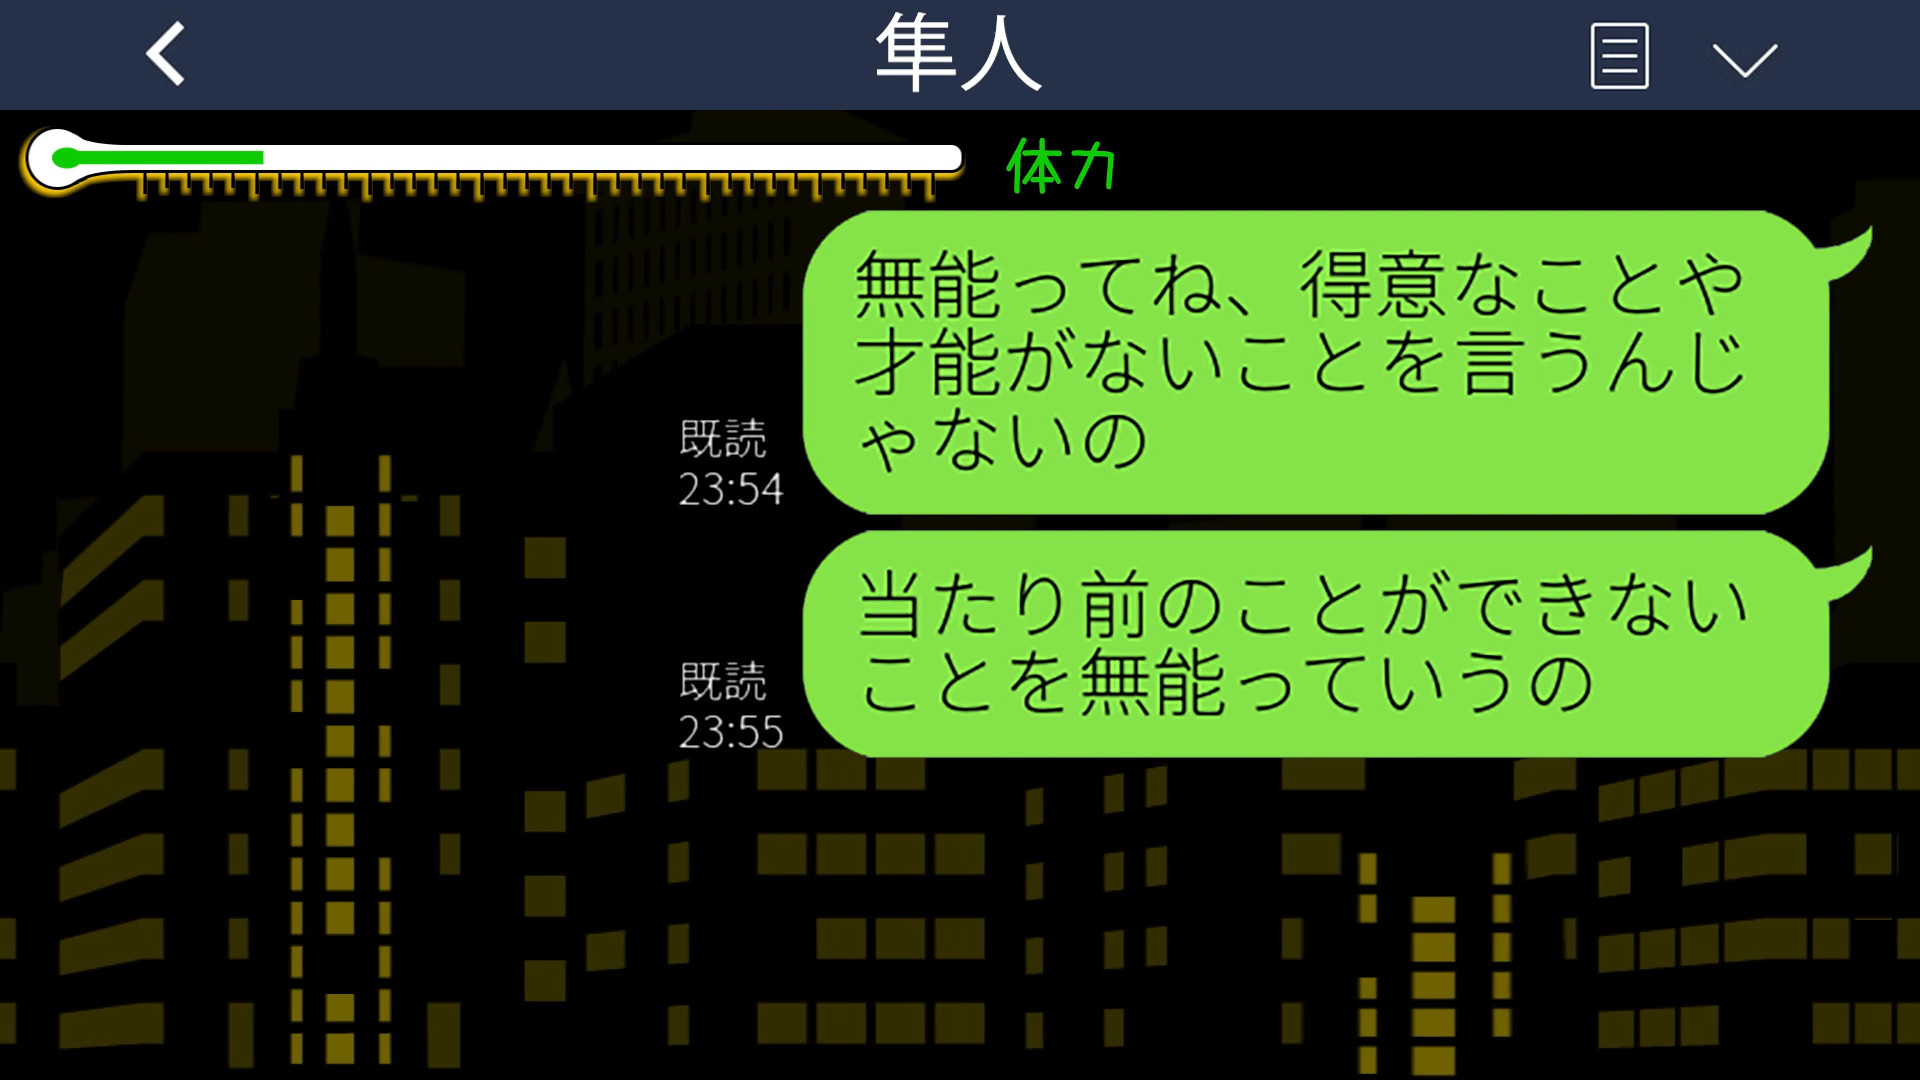 隼人
体力
無能ってね、得意なことや
才能がないことを言うんじ
ゃないの
既読
23:54
当たり前のことができない
ことを無能っていうの
既読
23:55